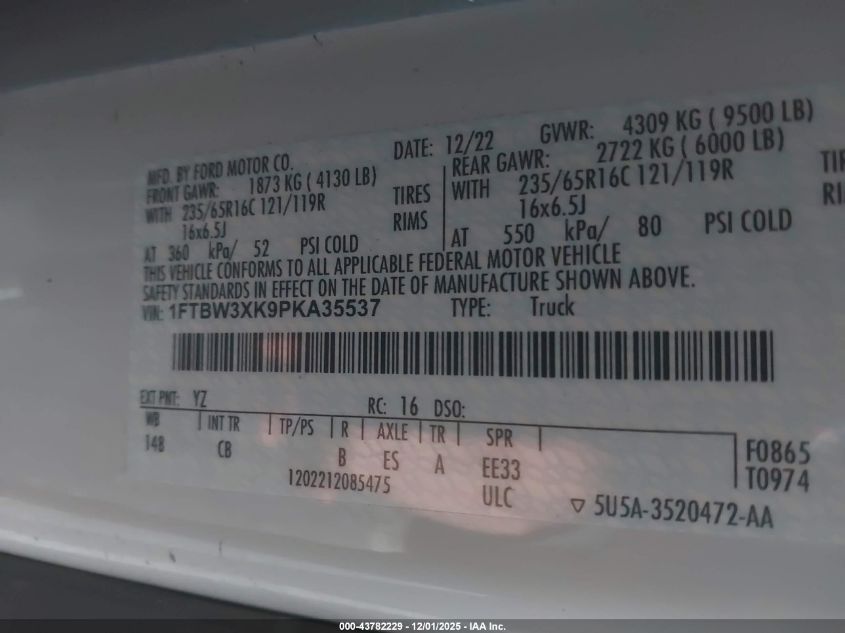 MFD. BY FORD MOTOR CO. DATE: 12/22 GVWR: 4309 KG ( 9500 LB)
FRONT GAWR: 1873 KG ( 4130 LB) REAR GAWR: 2722 KG ( 6000 LB)
WITH 235/65R16C 121/119R TIRES WITH 235/65R16C 121/119R
16x6.5J RIMS 16x6.5J
AT 360 kPa/ 52 PSI COLD AT 550 kPa/ 80 PSI COLD
THIS VEHICLE CONFORMS TO ALL APPLICABLE FEDERAL MOTOR VEHICLE
SAFETY STANDARDS IN EFFECT ON THE DATE OF MANUFACTURE SHOWN ABOVE.
VIN: 1FTBW3XK9PKA35537 TYPE: Truck
EXT PNT: YZ RC: 16 DSO:
WB INT TR TP/PS R AXLE TR SPR
148 CB B ES A EE33
F0865
T0974
1202212085475 ULC ▽ 5U5A-3520472-AA
000-43782229 - 12/01/2025 - IAA Inc.